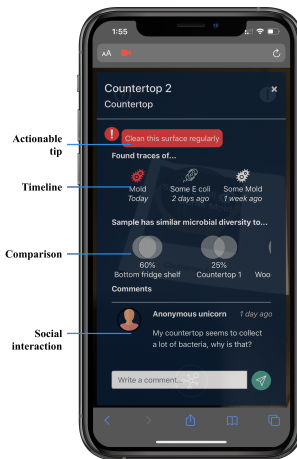 1:55
AA
Countertop 2
Countertop
Actionable tip
Clean this surface regularly
Found traces of...
Timeline
Mold
Today
Some E coli
2 days ago
Some Mold
1 week ago
Sample has similar microbial diversity to...
Comparison
60%
Bottom fridge shelf
25%
Countertop 1
Woo
Comments
Social interaction
Anonymous unicorn 1 day ago
My countertop seems to collect
a lot of bacteria, why is that?
Write a comment...